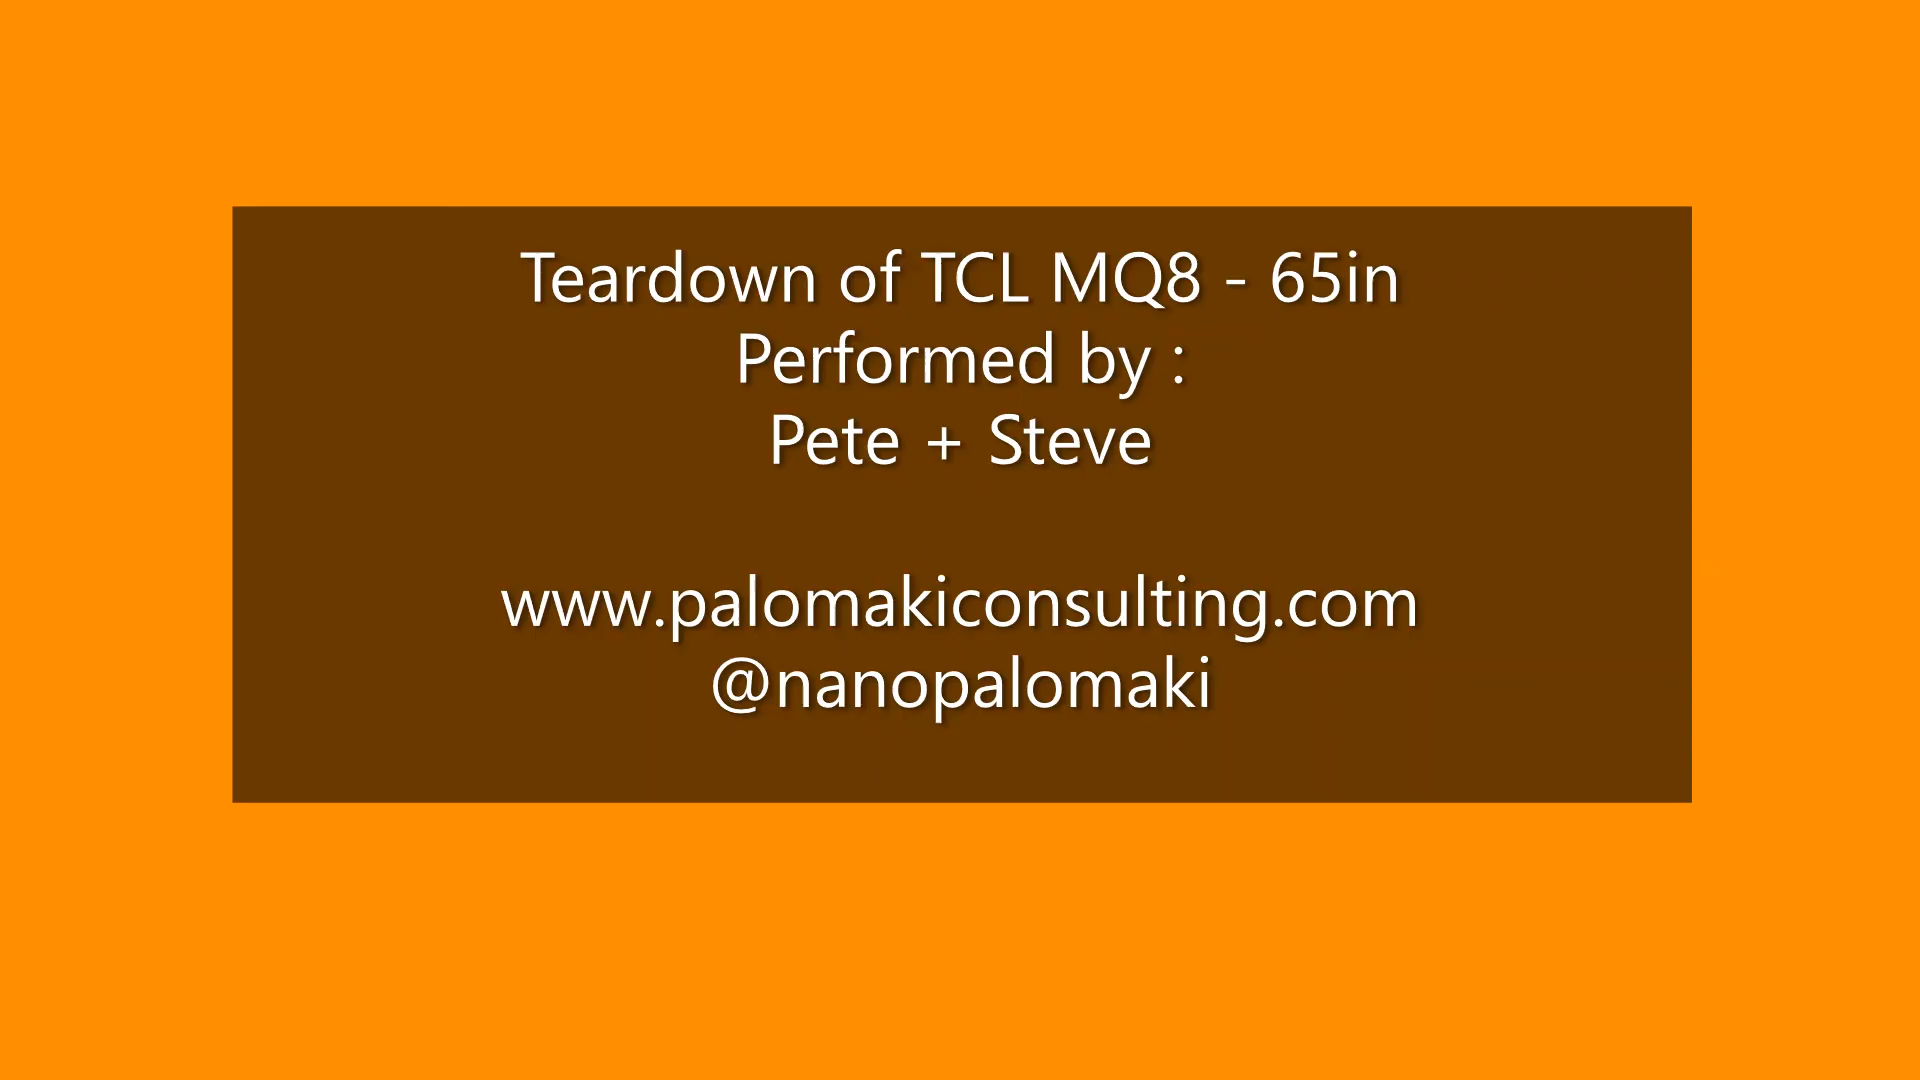 Teardown of TCL MQ8 - 65in
Performed by :
Pete + Steve
www.palomakiconsulting.com
@nanopalomaki